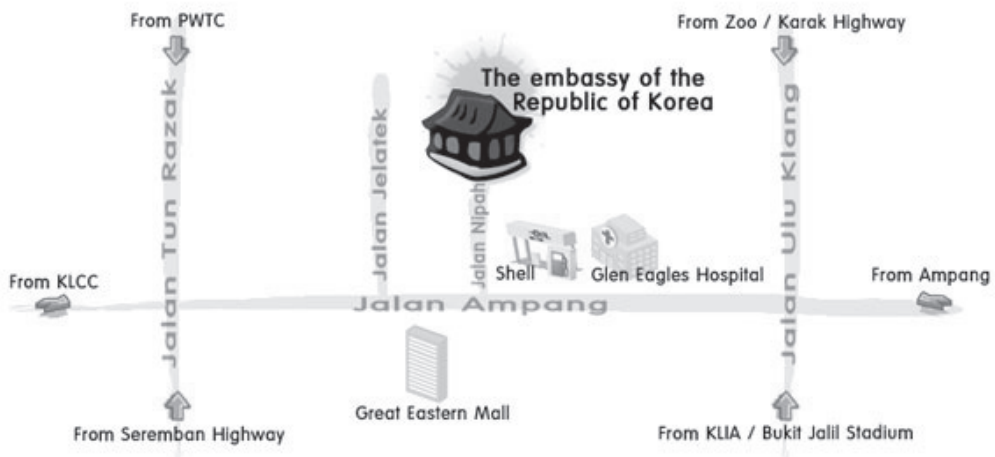 From PWTC
From Zoo / Karak Highway
The embassy of the
Republic of Korea
Jalan Tun Razak
Jalan Jelatek
Jalan Nipah
Jalan Ulu Klang
Shell
Glen Eagles Hospital
From KLCC
From Ampang
Jalan Ampang
Great Eastern Mall
From Seremban Highway
From KLIA / Bukit Jalil Stadium